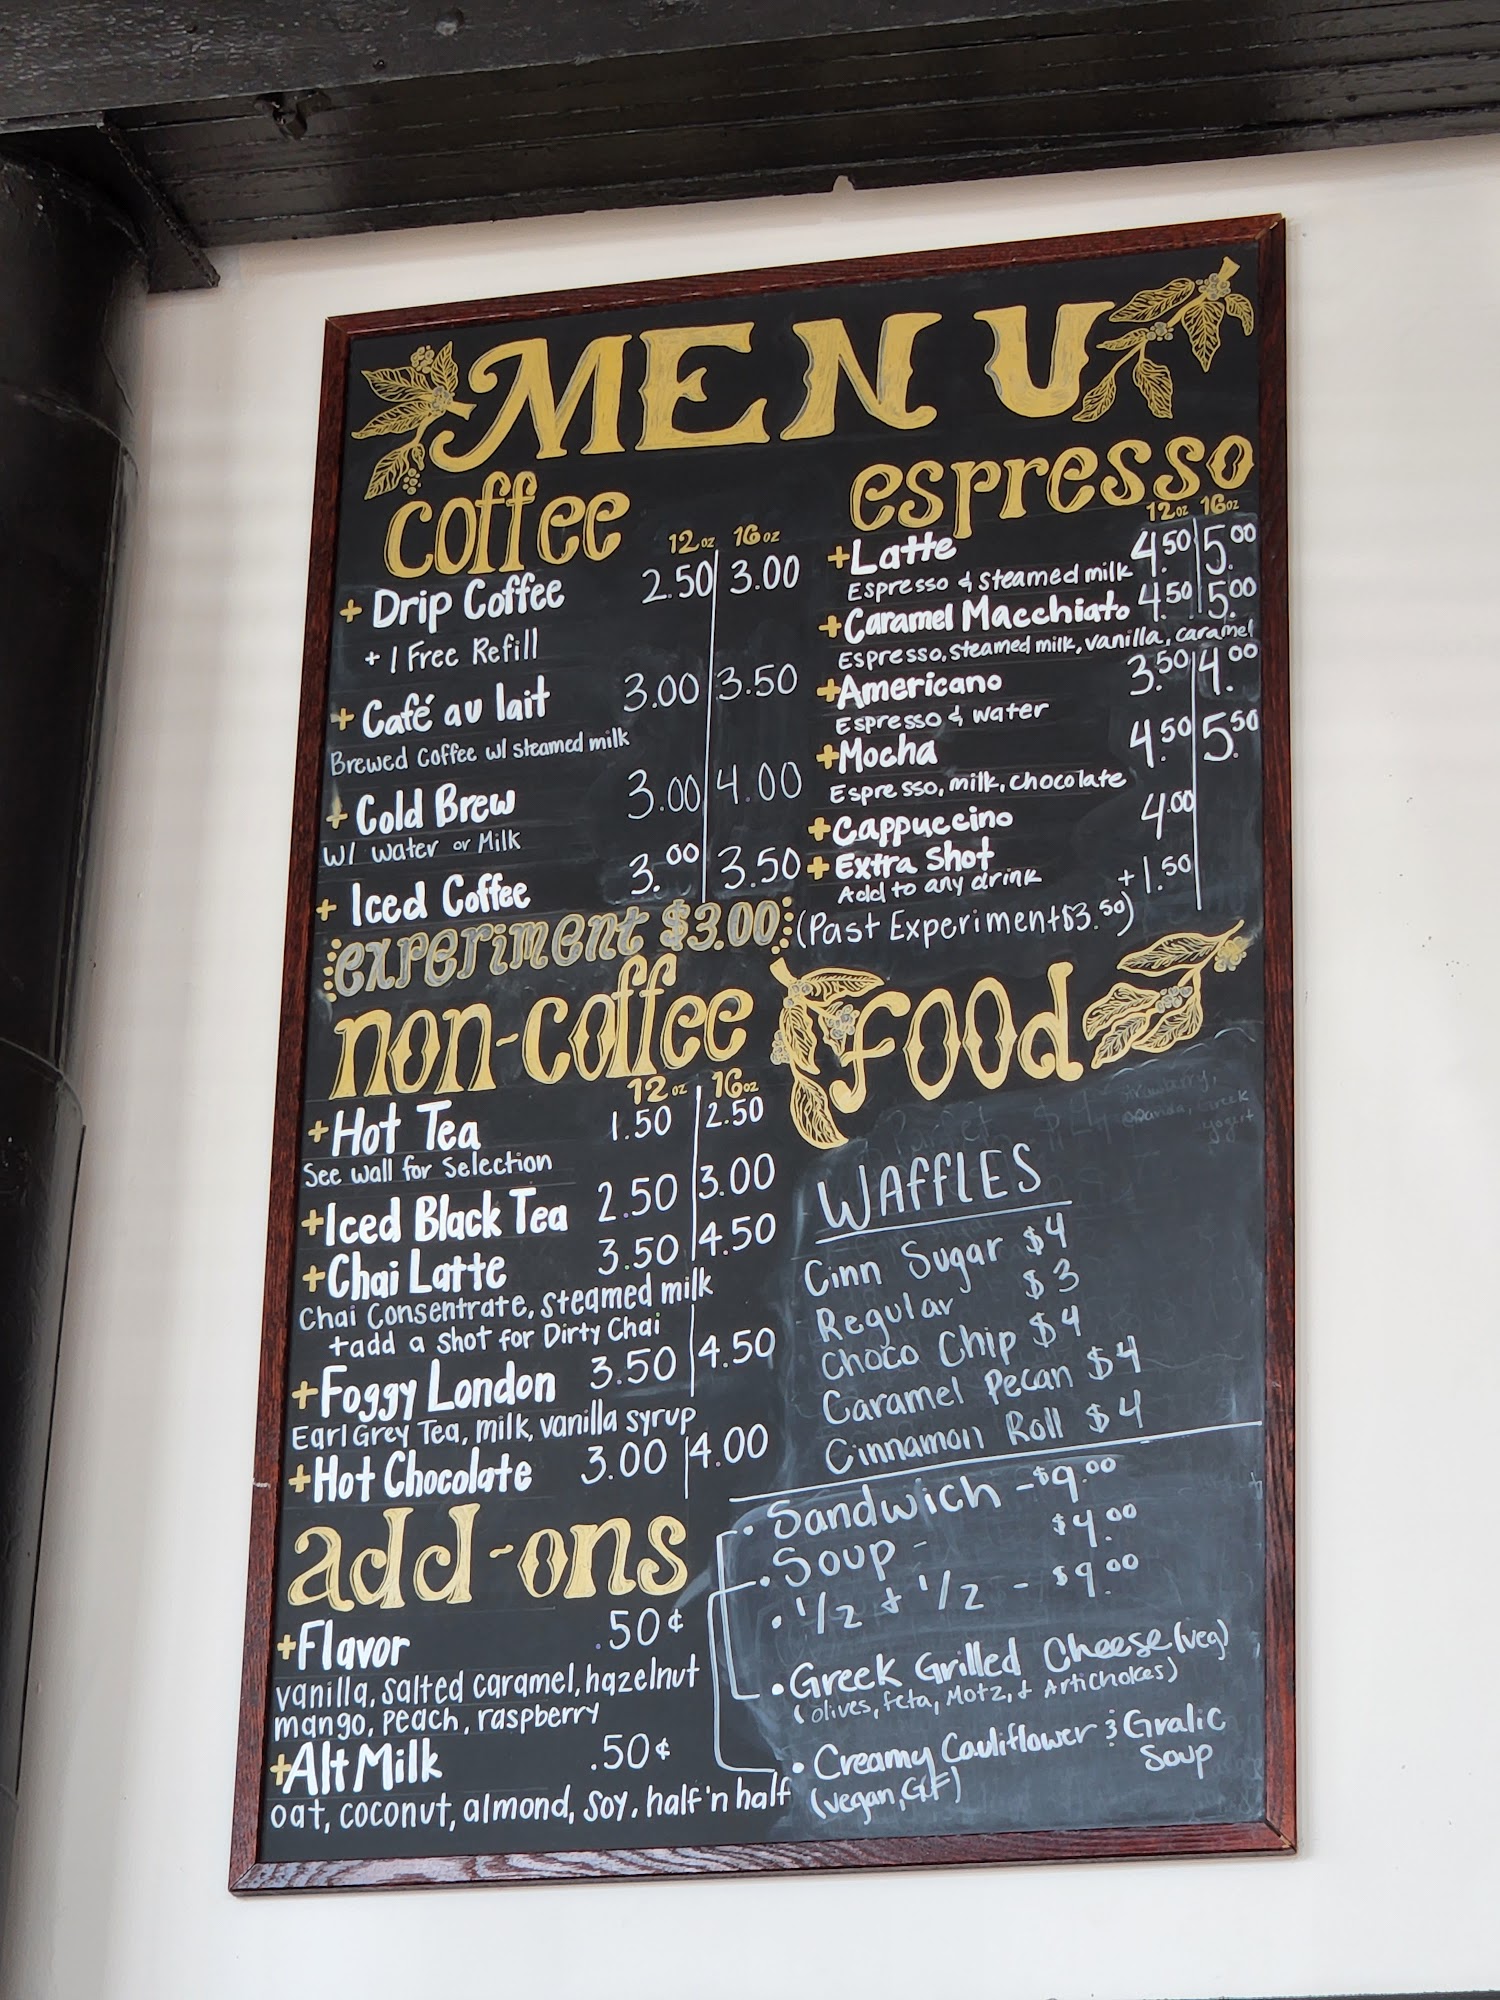 MENU
coffee
12oz 16oz
+ Drip Coffee 2.50 3.00
+ 1 Free Refill
+ Café au lait 3.00 3.50
Brewed Coffee w/ steamed milk
+ Cold Brew 3.00 4.00
w/ water or Milk
+ Iced Coffee 3.00 3.50
experiment $3.00
(Past Experiment $3.50)
espresso
12oz 16oz
+Latte 4.50 5.00
Espresso & steamed milk
+Caramel Macchiato 4.50 5.00
Espresso, steamed milk, vanilla, caramel
+Americano 3.50 4.00
Espresso & water
+Mocha 4.50 5.50
Espresso, milk, chocolate
+Cappuccino 4.00
+Extra Shot +1.50
Add to any drink
non-coffee
12oz 16oz
+Hot Tea 1.50 2.50
See wall for Selection
+Iced Black Tea 2.50 3.00
+Chai Latte 3.50 4.50
Chai Consentrate, steamed milk
+add a shot for Dirty Chai
+Foggy London 3.50 4.50
Earl Grey Tea, milk, vanilla syrup
+Hot Chocolate 3.00 4.00
add-ons
+Flavor .50¢
vanilla, salted caramel, hazelnut
mango, peach, raspberry
+Alt Milk .50¢
oat, coconut, almond, soy, half 'n half
food
yogurt
WAFFLES
Cinn Sugar $4
Regular $3
Choco Chip $4
Caramel Pecan $4
Cinnamon Roll $4
• Sandwich - $9.00
• Soup - $4.00
• 1/2 & 1/2 - $9.00
• Greek Grilled Cheese (veg)
(olives, feta, Motz, & Artichokes)
• Creamy Cauliflower & Gralic
Soup
(vegan, GF)